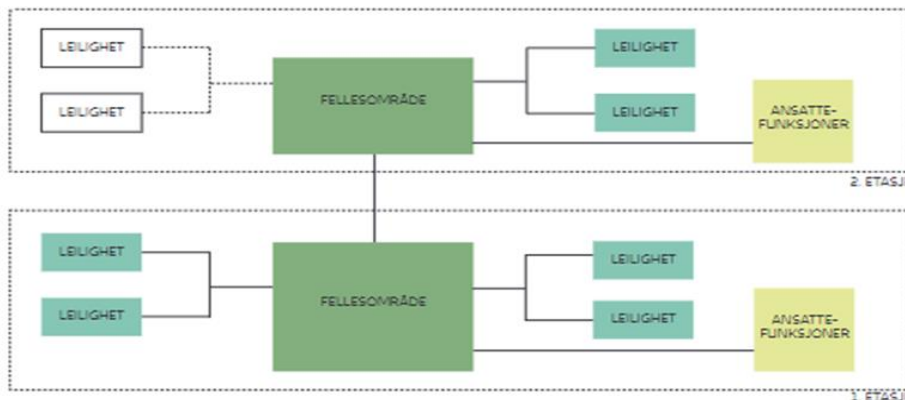 LEILIGHET
LEILIGHET
FELLESOMRÅDE
LEILIGHET
LEILIGHET
ANSATTE-
FUNKSJONER
2. ETASJ
LEILIGHET
LEILIGHET
FELLESOMRÅDE
LEILIGHET
LEILIGHET
ANSATTE-
FUNKSJONER
1. ETASJ